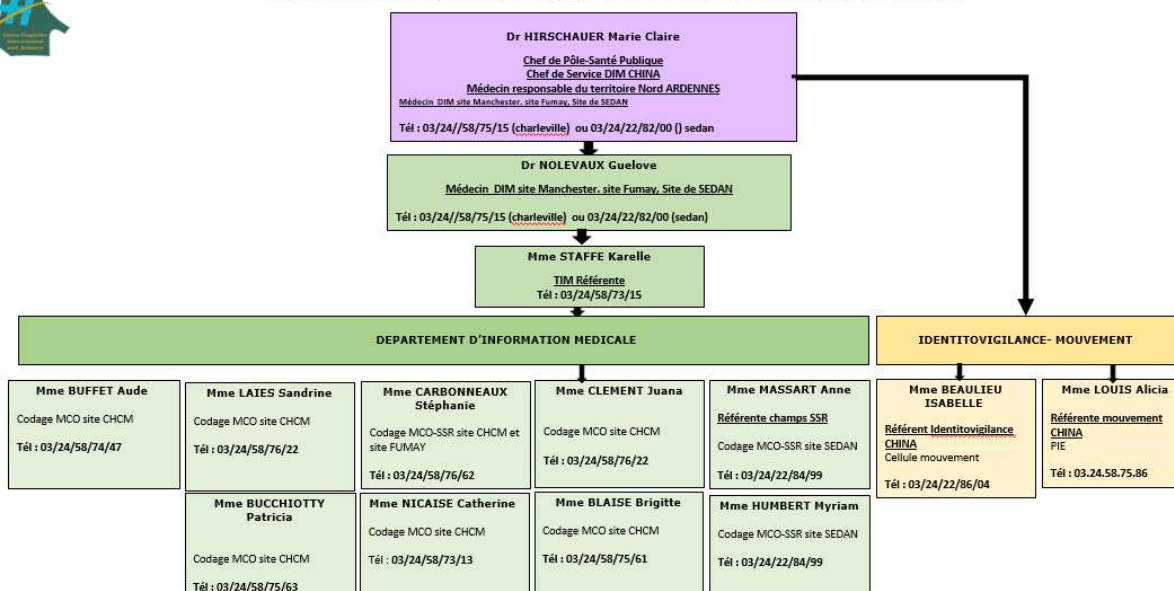 Dr HIRSCHAUER Marie Claire
Chef de Pôle-Santé Publique
Chef de Service DIM CHINA
Médecin responsable du territoire Nord ARDENNES
Médecin DIM site Manchester. site Fumay, Site de SEDAN
Tél : 03/24//58/75/15 (charleville) ou 03/24/22/82/00 () sedan
Dr NOLEVAUX Guelove
Médecin DIM site Manchester. site Fumay, Site de SEDAN
Tél : 03/24//58/75/15 (charleville) ou 03/24/22/82/00 (sedan)
Mme STAFFE Karelle
TIM Référente
Tél : 03/24/58/73/15
DEPARTEMENT D'INFORMATION MEDICALE
IDENTITOVIGILANCE- MOUVEMENT
Mme BUFFET Aude
Codage MCO site CHCM
Tél : 03/24/58/74/47
Mme LAIES Sandrine
Codage MCO site CHCM
Tél : 03/24/58/76/22
Mme CARBONNEAUX
Stéphanie
Codage MCO-SSR site CHCM et
site FUMAY
Tél : 03/24/58/76/62
Mme CLEMENT Juana
Codage MCO site CHCM
Tél : 03/24/58/76/22
Mme MASSART Anne
Référente champs SSR
Codage MCO-SSR site SEDAN
Tél : 03/24/22/84/99
Mme BEAULIEU
ISABELLE
Référent Identitovigilance
CHINA
Cellule mouvement
Tél : 03/24/22/86/04
Mme LOUIS Alicia
Référente mouvement
CHINA
PIE
Tél : 03.24.58.75.86
Mme BUCCHIOTTY
Patricia
Codage MCO site CHCM
Tél : 03/24/58/75/63
Mme NICAISE Catherine
Codage MCO site CHCM
Tél : 03/24/58/73/13
Mme BLAISE Brigitte
Codage MCO site CHCM
Tél : 03/24/58/75/61
Mme HUMBERT Myriam
Codage MCO-SSR site SEDAN
Tél : 03/24/22/84/99